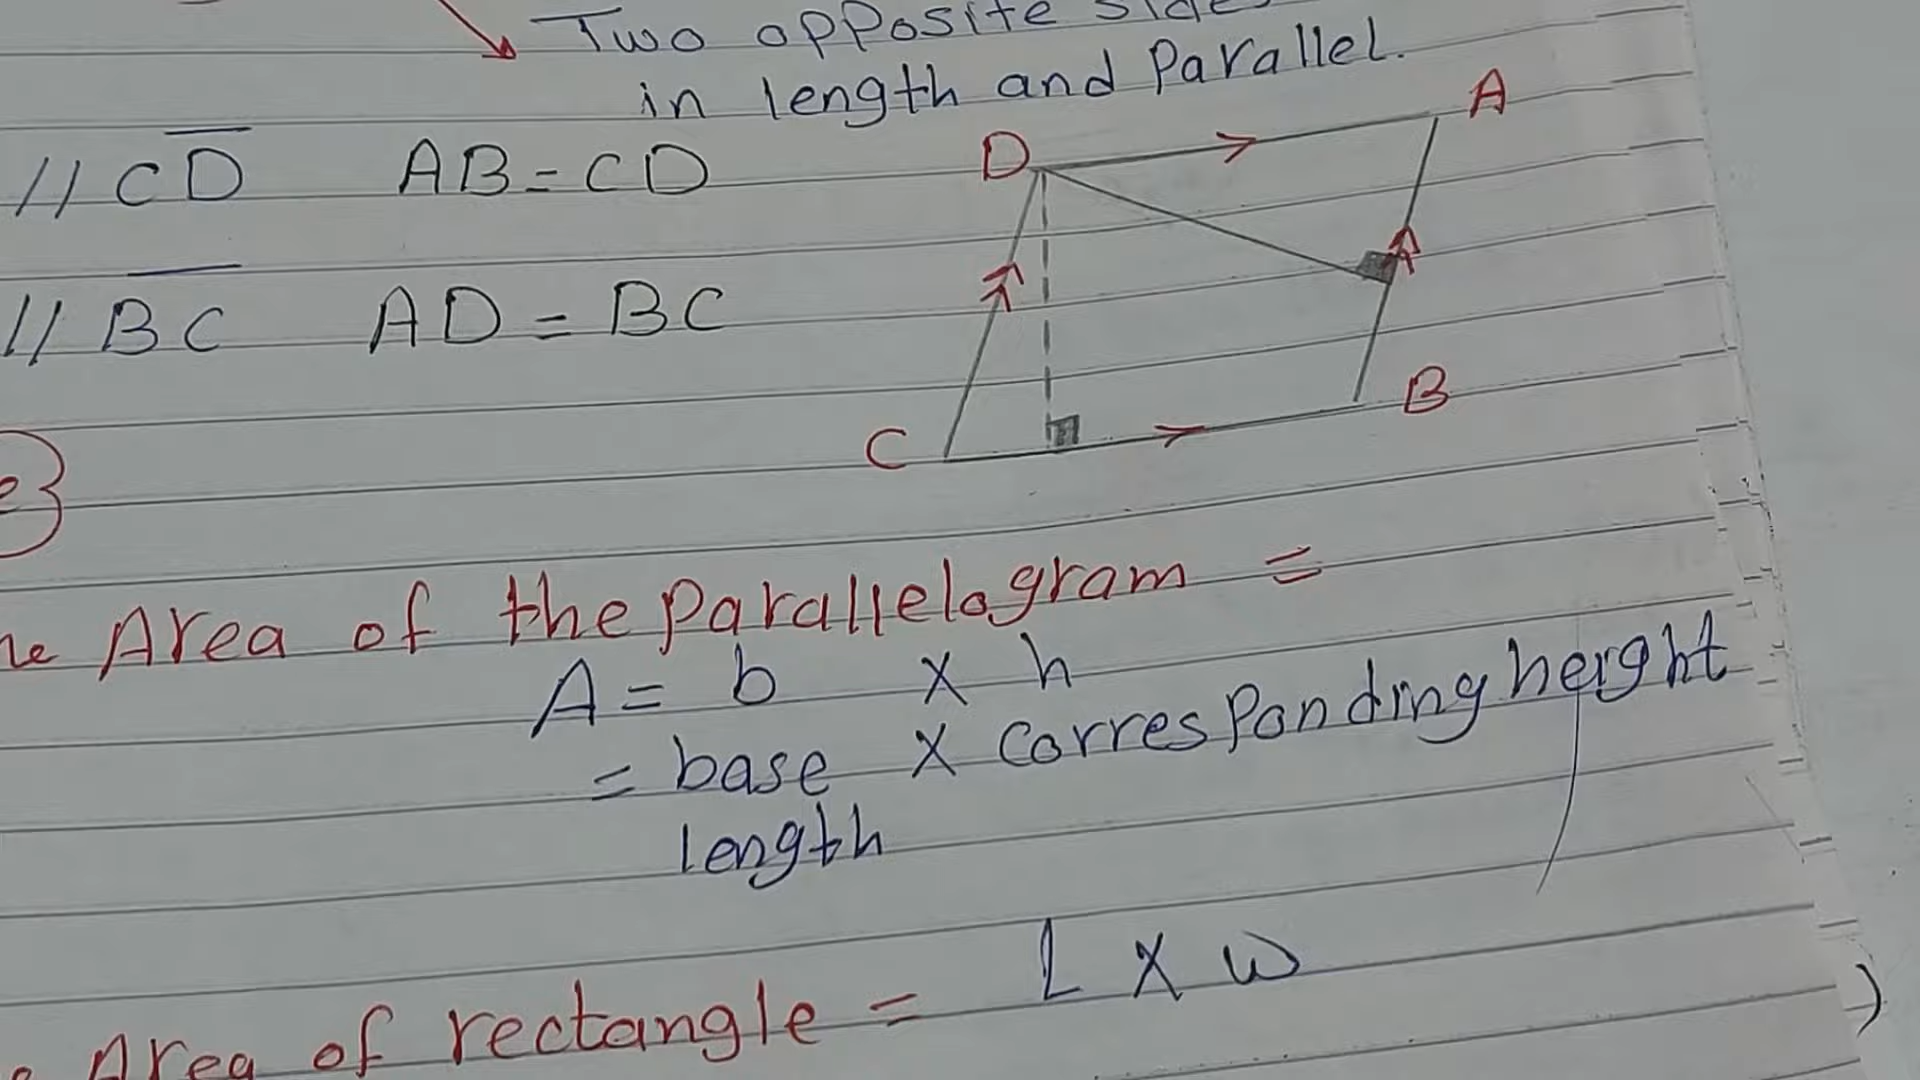 Two opposite
in length and Parallel.
// CD AB = CD
// BC AD = BC
D
A
C
B
Area of the parallelogram =
A = b x h
= base x corresponding height
length
Area of rectangle = L x w